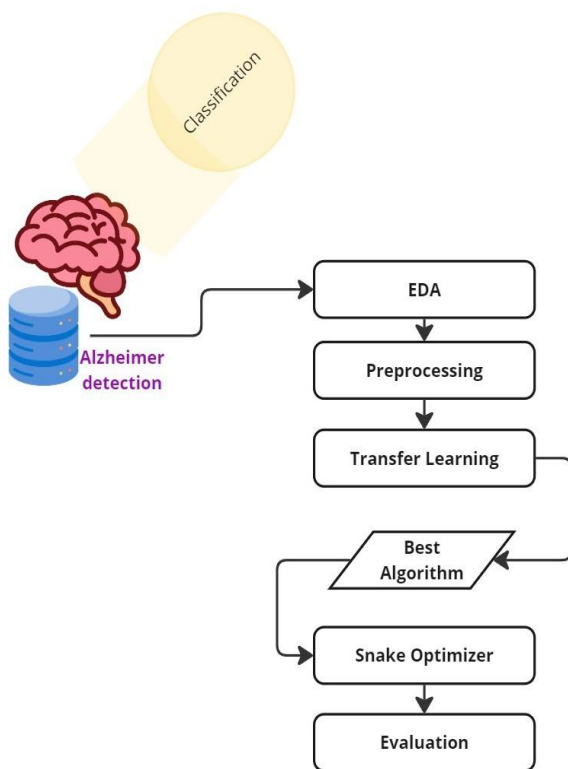 Classification
Alzheimer
detection
EDA
Preprocessing
Transfer Learning
Best
Algorithm
Snake Optimizer
Evaluation